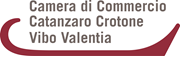 Camera di Commercio
Catanzaro Crotone
Vibo Valentia